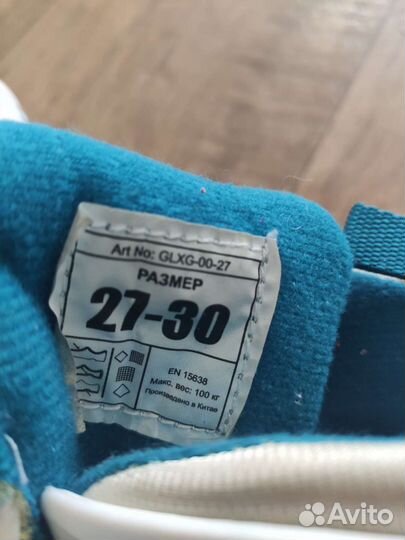 Art No: GLXG-00-27
РАЗМЕР
27-30
EN 15638
Макс. вес: 100 кг
Произведено в Китае
Avito